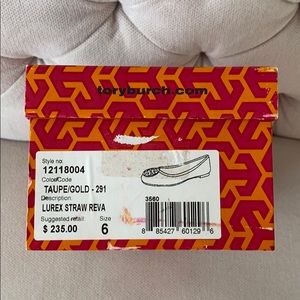 toryburch.com
Style no:
12118004
Color/Code
TAUPE/GOLD - 291
Description
LUREX STRAW REVA
Suggested retail: Size
$ 235.00 6
3560
8 85427 60129 6